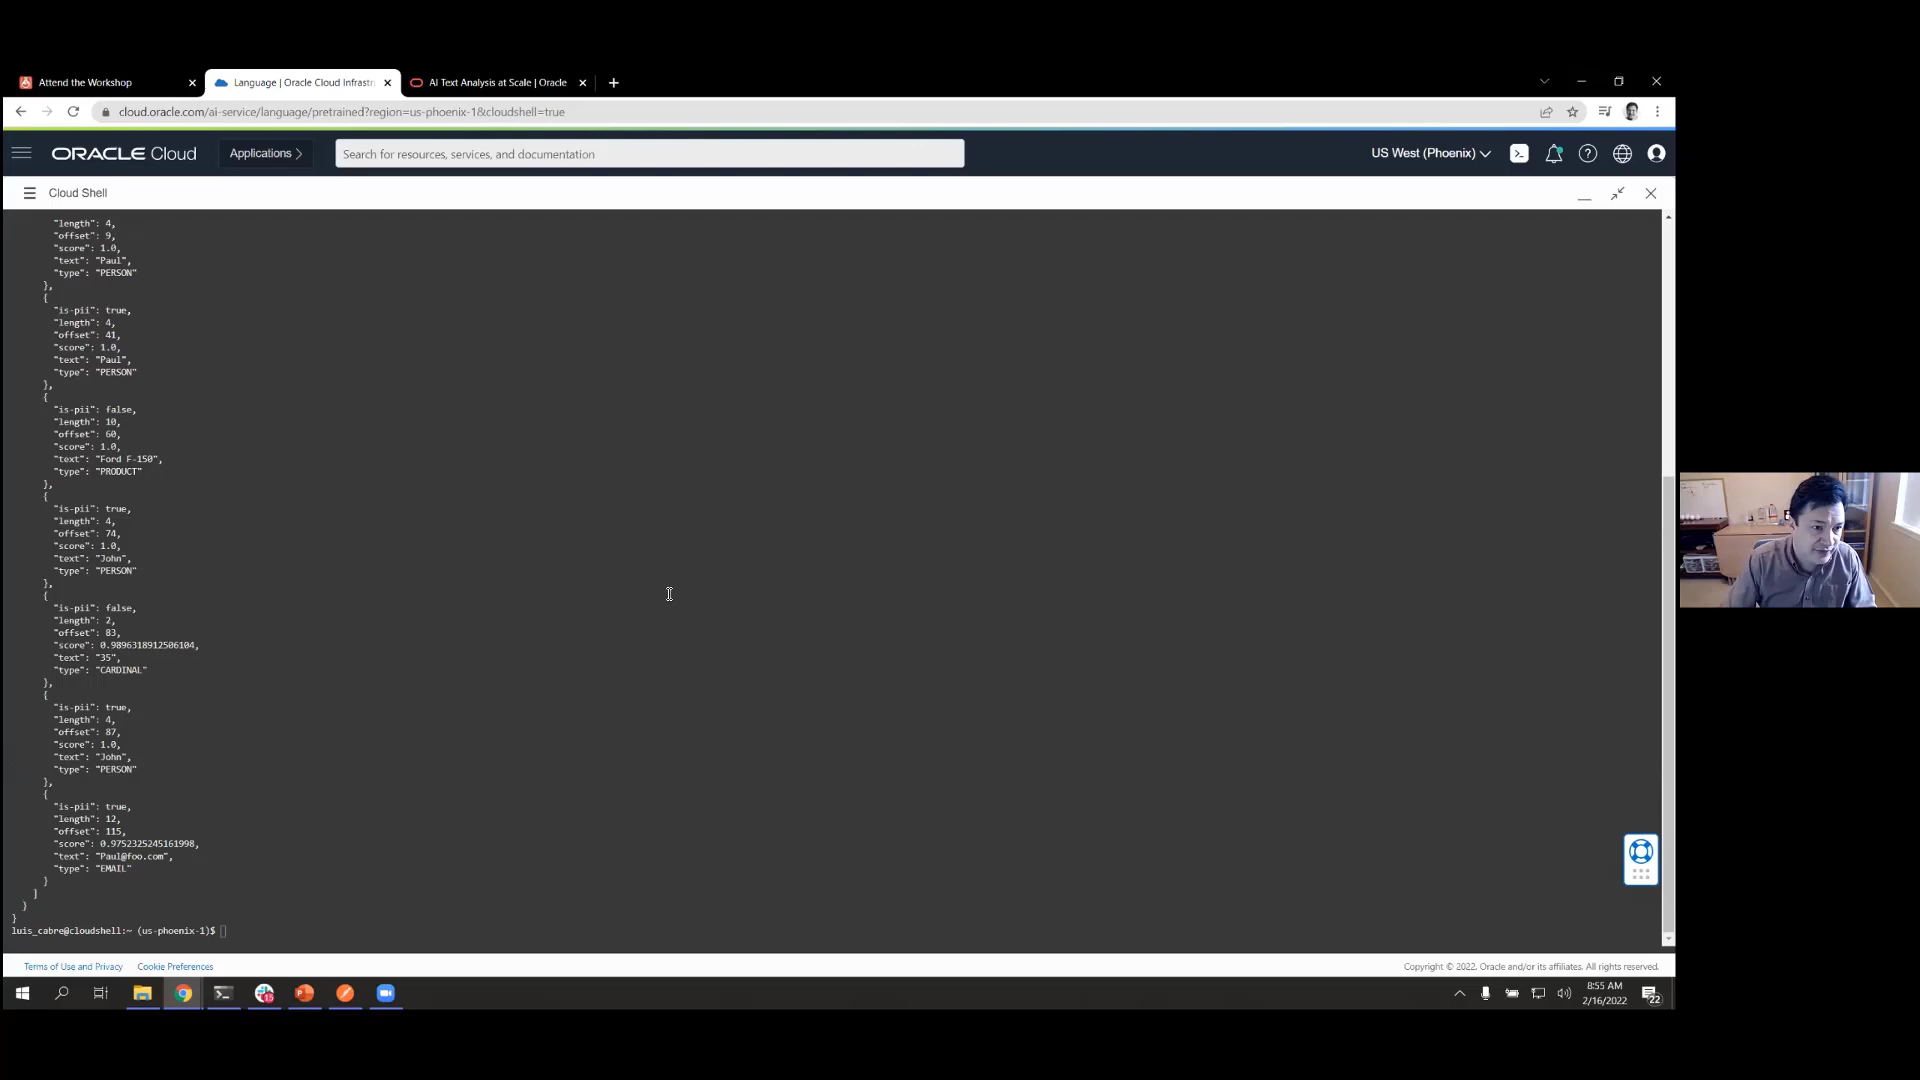 Attend the Workshop
Language | Oracle Cloud Infrastr
AI Text Analysis at Scale | Oracle
cloud.oracle.com/ai-service/language/pretrained?region=us-phoenix-1&cloudshell=true
ORACLE Cloud
Applications
Search for resources, services, and documentation
US West (Phoenix)
Cloud Shell
"length": 4,
"offset": 9,
"score": 1.0,
"text": "Paul",
"type": "PERSON"
},
{
"is-pii": true,
"length": 4,
"offset": 41,
"score": 1.0,
"text": "Paul",
"type": "PERSON"
},
{
"is-pii": false,
"length": 10,
"offset": 60,
"score": 1.0,
"text": "Ford F-150",
"type": "PRODUCT"
},
{
"is-pii": true,
"length": 4,
"offset": 74,
"score": 1.0,
"text": "John",
"type": "PERSON"
},
{
"is-pii": false,
"length": 2,
"offset": 83,
"score": 0.9896318912506104,
"text": "35",
"type": "CARDINAL"
},
{
"is-pii": true,
"length": 4,
"offset": 87,
"score": 1.0,
"text": "John",
"type": "PERSON"
},
{
"is-pii": true,
"length": 12,
"offset": 115,
"score": 0.9752325245161998,
"text": "Paul@foo.com",
"type": "EMAIL"
}
]
}
}
luis_cabre@cloudshell:~ (us-phoenix-1)$
Terms of Use and Privacy
Cookie Preferences
Copyright © 2022, Oracle and/or its affiliates. All rights reserved.
15
8:55 AM
2/16/2022
22